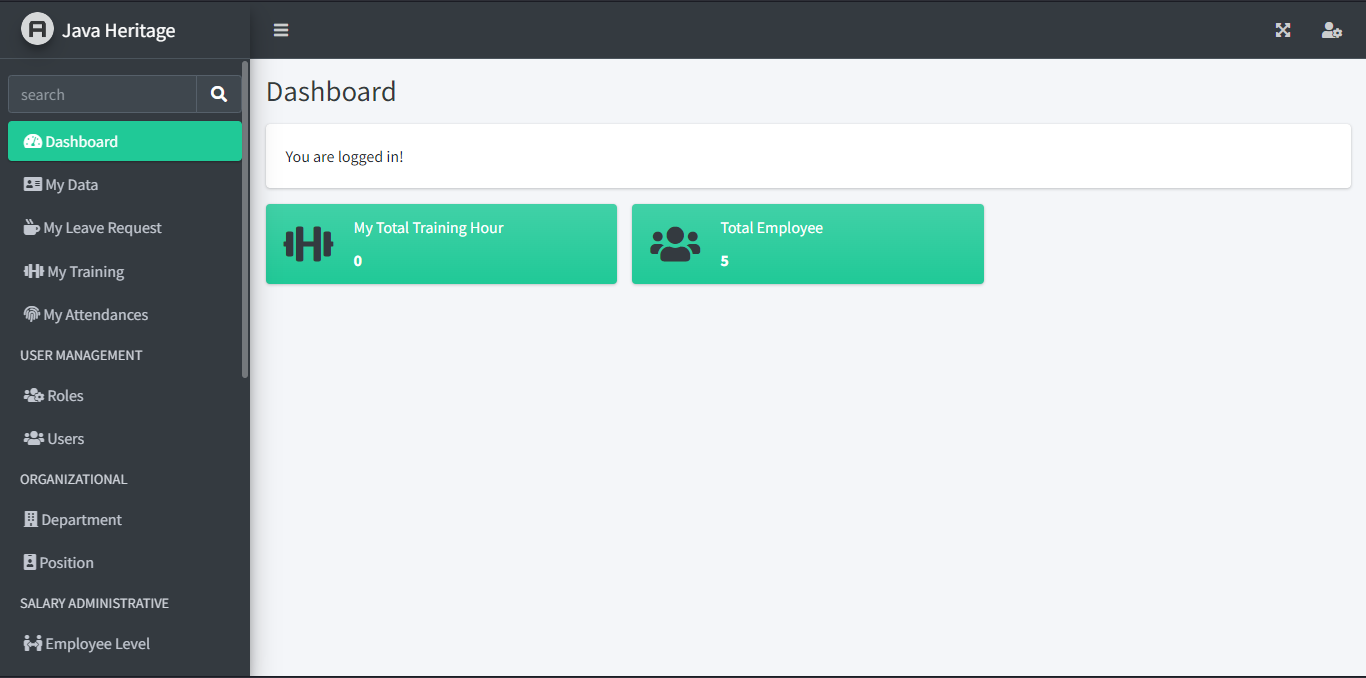 Java Heritage
search
Dashboard
My Data
My Leave Request
My Training
My Attendances
USER MANAGEMENT
Roles
Users
ORGANIZATIONAL
Department
Position
SALARY ADMINISTRATIVE
Employee Level
Dashboard
You are logged in!
My Total Training Hour
0
Total Employee
5